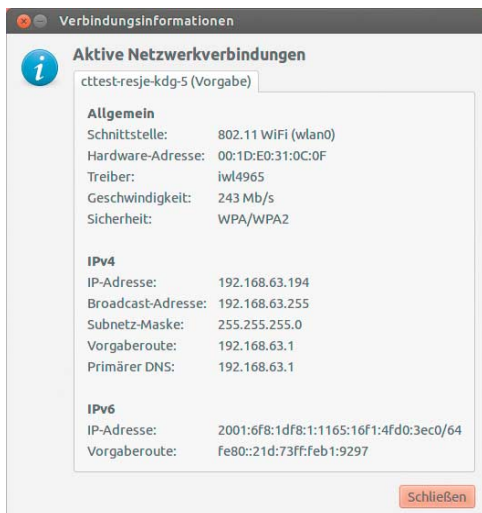 Verbindungsinformationen
Aktive Netzwerkverbindungen
cttest-resje-kdg-5 (Vorgabe)
Allgemein
Schnittstelle: 802.11 WiFi (wlan0)
Hardware-Adresse: 00:1D:E0:31:0C:0F
Treiber: iwl4965
Geschwindigkeit: 243 Mb/s
Sicherheit: WPA/WPA2
IPv4
IP-Adresse: 192.168.63.194
Broadcast-Adresse: 192.168.63.255
Subnetz-Maske: 255.255.255.0
Vorgaberoute: 192.168.63.1
Primärer DNS: 192.168.63.1
IPv6
IP-Adresse: 2001:6f8:1df8:1:1165:16f1:4fd0:3ec0/64
Vorgaberoute: fe80::21d:73ff:feb1:9297
Schließen